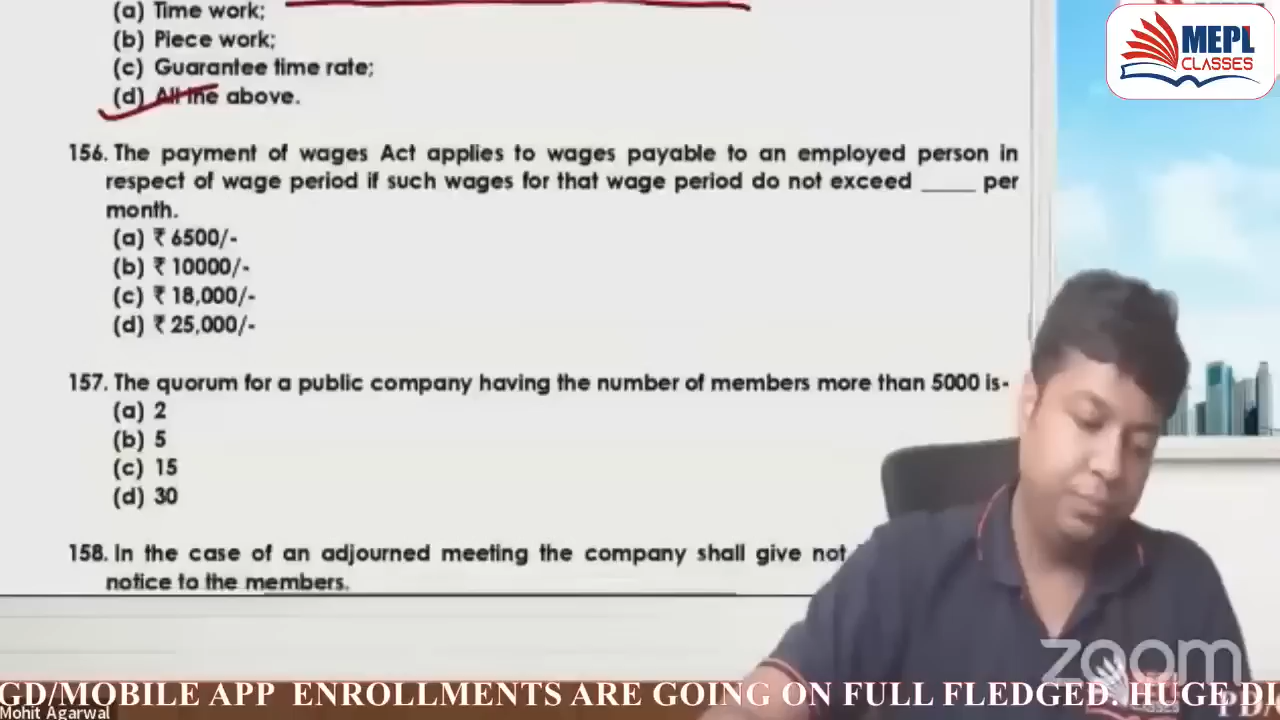 (a) Time work;
(b) Piece work;
(c) Guarantee time rate;
(d) All the above.
MEPL
CLASSES
156. The payment of wages Act applies to wages payable to an employed person in
respect of wage period if such wages for that wage period do not exceed _____ per
month.
(a) ₹ 6500/-
(b) ₹ 10000/-
(c) ₹ 18,000/-
(d) ₹ 25,000/-
157. The quorum for a public company having the number of members more than 5000 is-
(a) 2
(b) 5
(c) 15
(d) 30
158. In the case of an adjourned meeting the company shall give not
notice to the members.
zoom
GD/MOBILE APP ENROLLMENTS ARE GOING ON FULL FLEDGED. HUGE
Mohit Agarwal